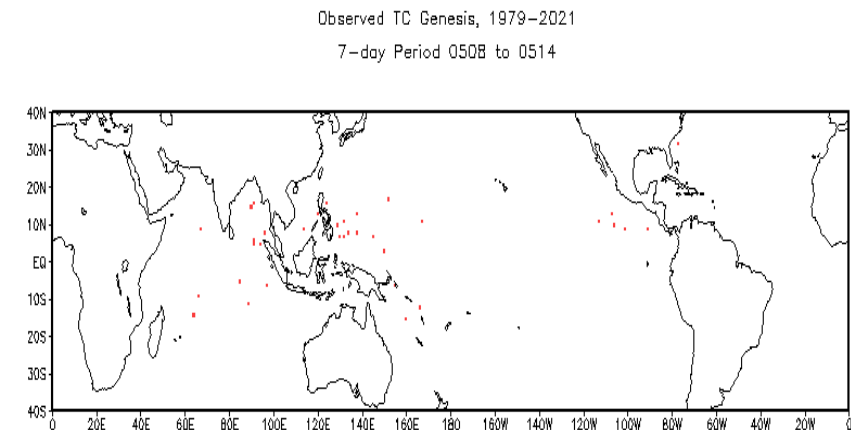 Observed TC Genesis, 1979-2021
7-day Period 0508 to 0514
40N
30N
20N
10N
EQ
10S
20S
30S
40S
0 20E 40E 60E 80E 100E 120E 140E 160E 180 160W 140W 120W 100W 80W 60W 40W 20W 0